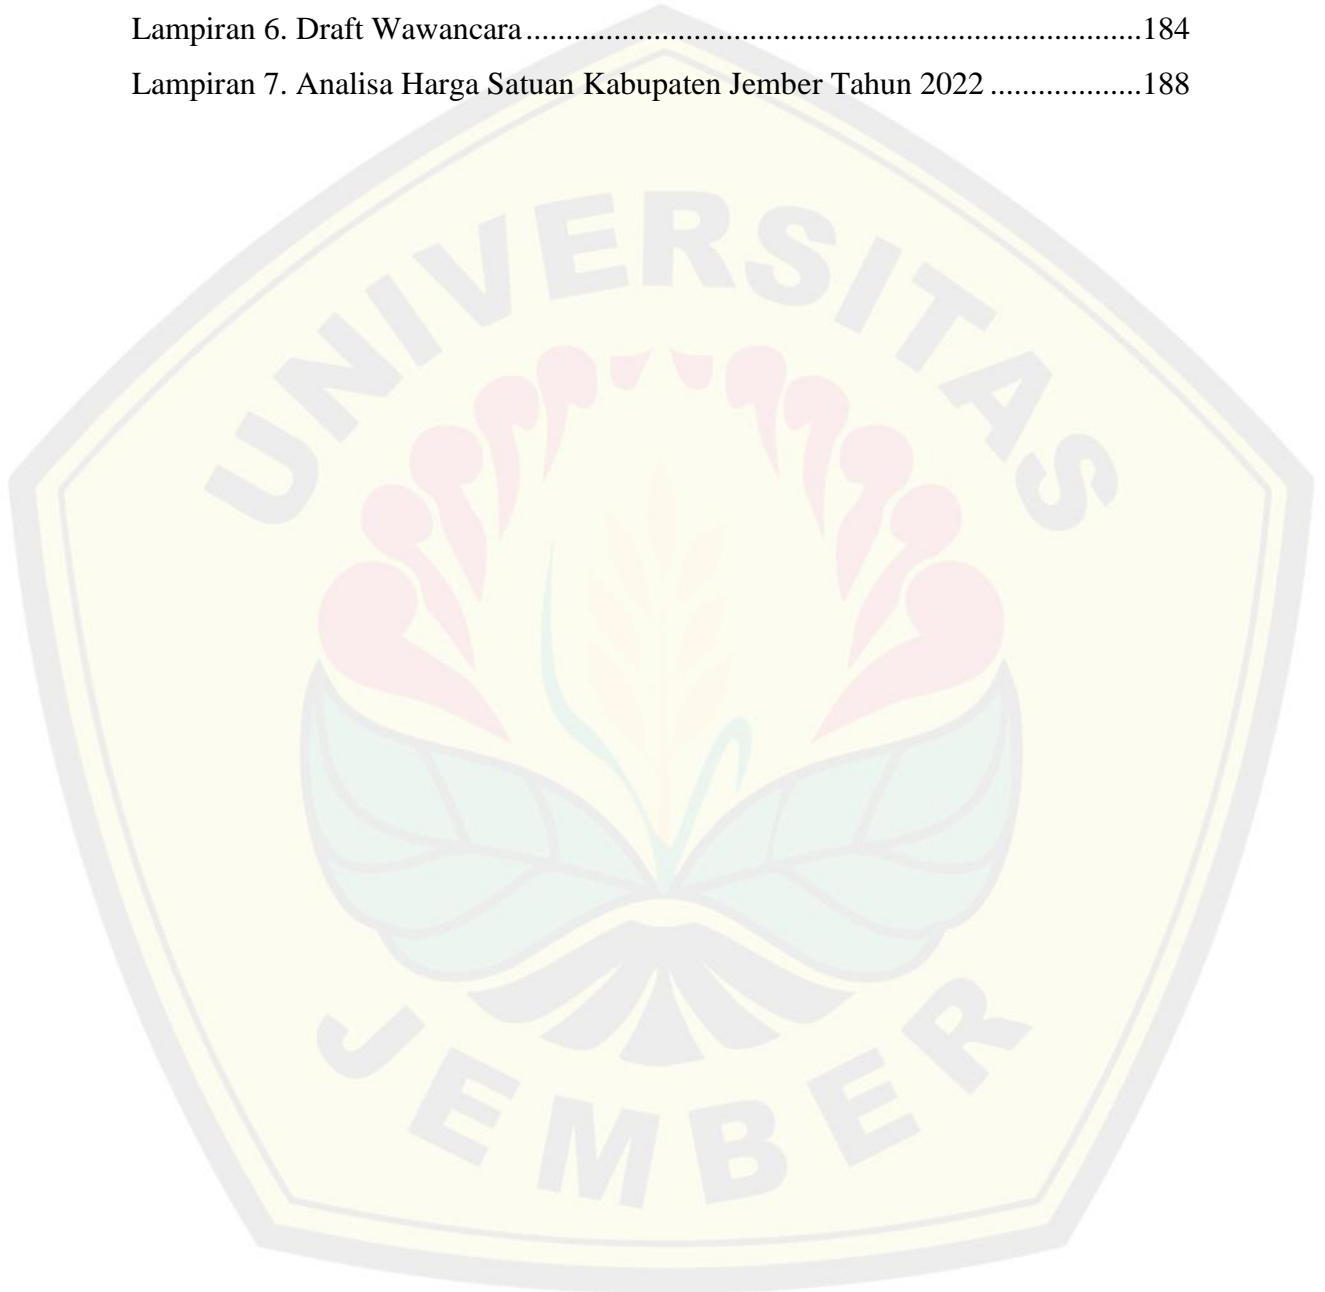 Lampiran 6. Draft Wawancara.............................................................................184
Lampiran 7. Analisa Harga Satuan Kabupaten Jember Tahun 2022 ...................188
UNIVERSITAS
JEMBER